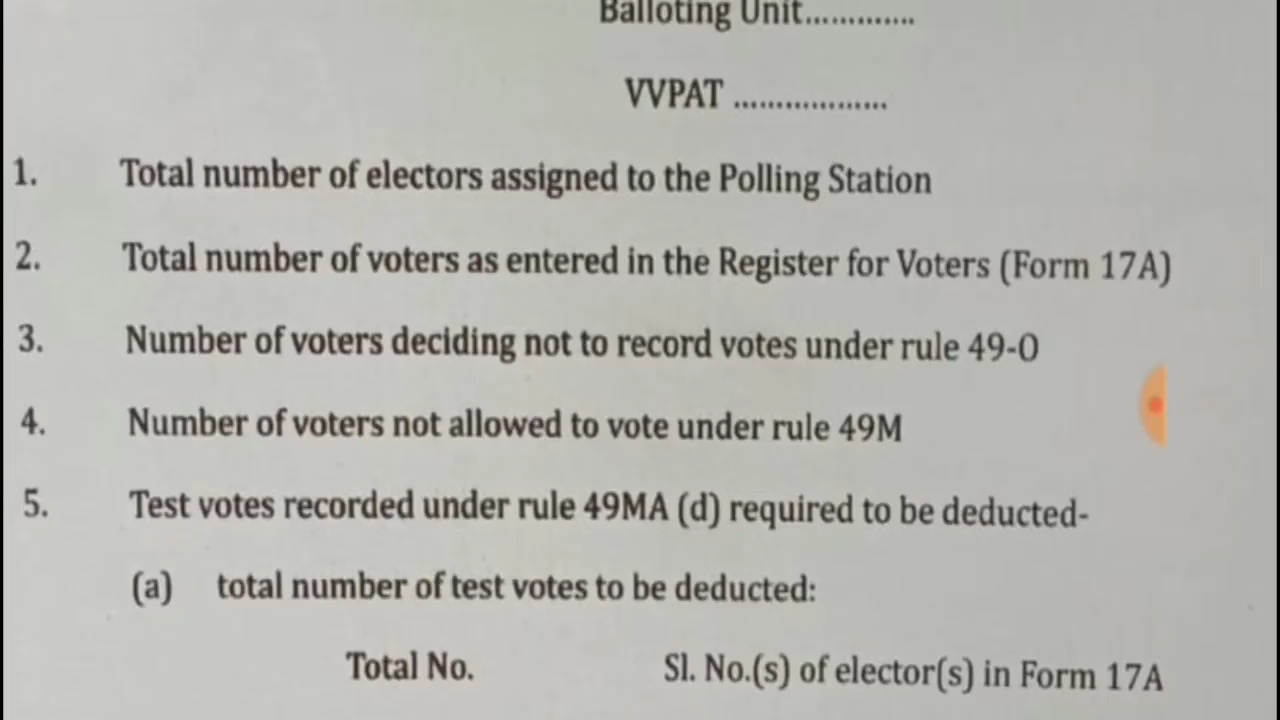 Balloting Unit.............
VVPAT ..................
1. Total number of electors assigned to the Polling Station
2. Total number of voters as entered in the Register for Voters (Form 17A)
3. Number of voters deciding not to record votes under rule 49-O
4. Number of voters not allowed to vote under rule 49M
5. Test votes recorded under rule 49MA (d) required to be deducted-
(a) total number of test votes to be deducted:
Total No. Sl. No.(s) of elector(s) in Form 17A